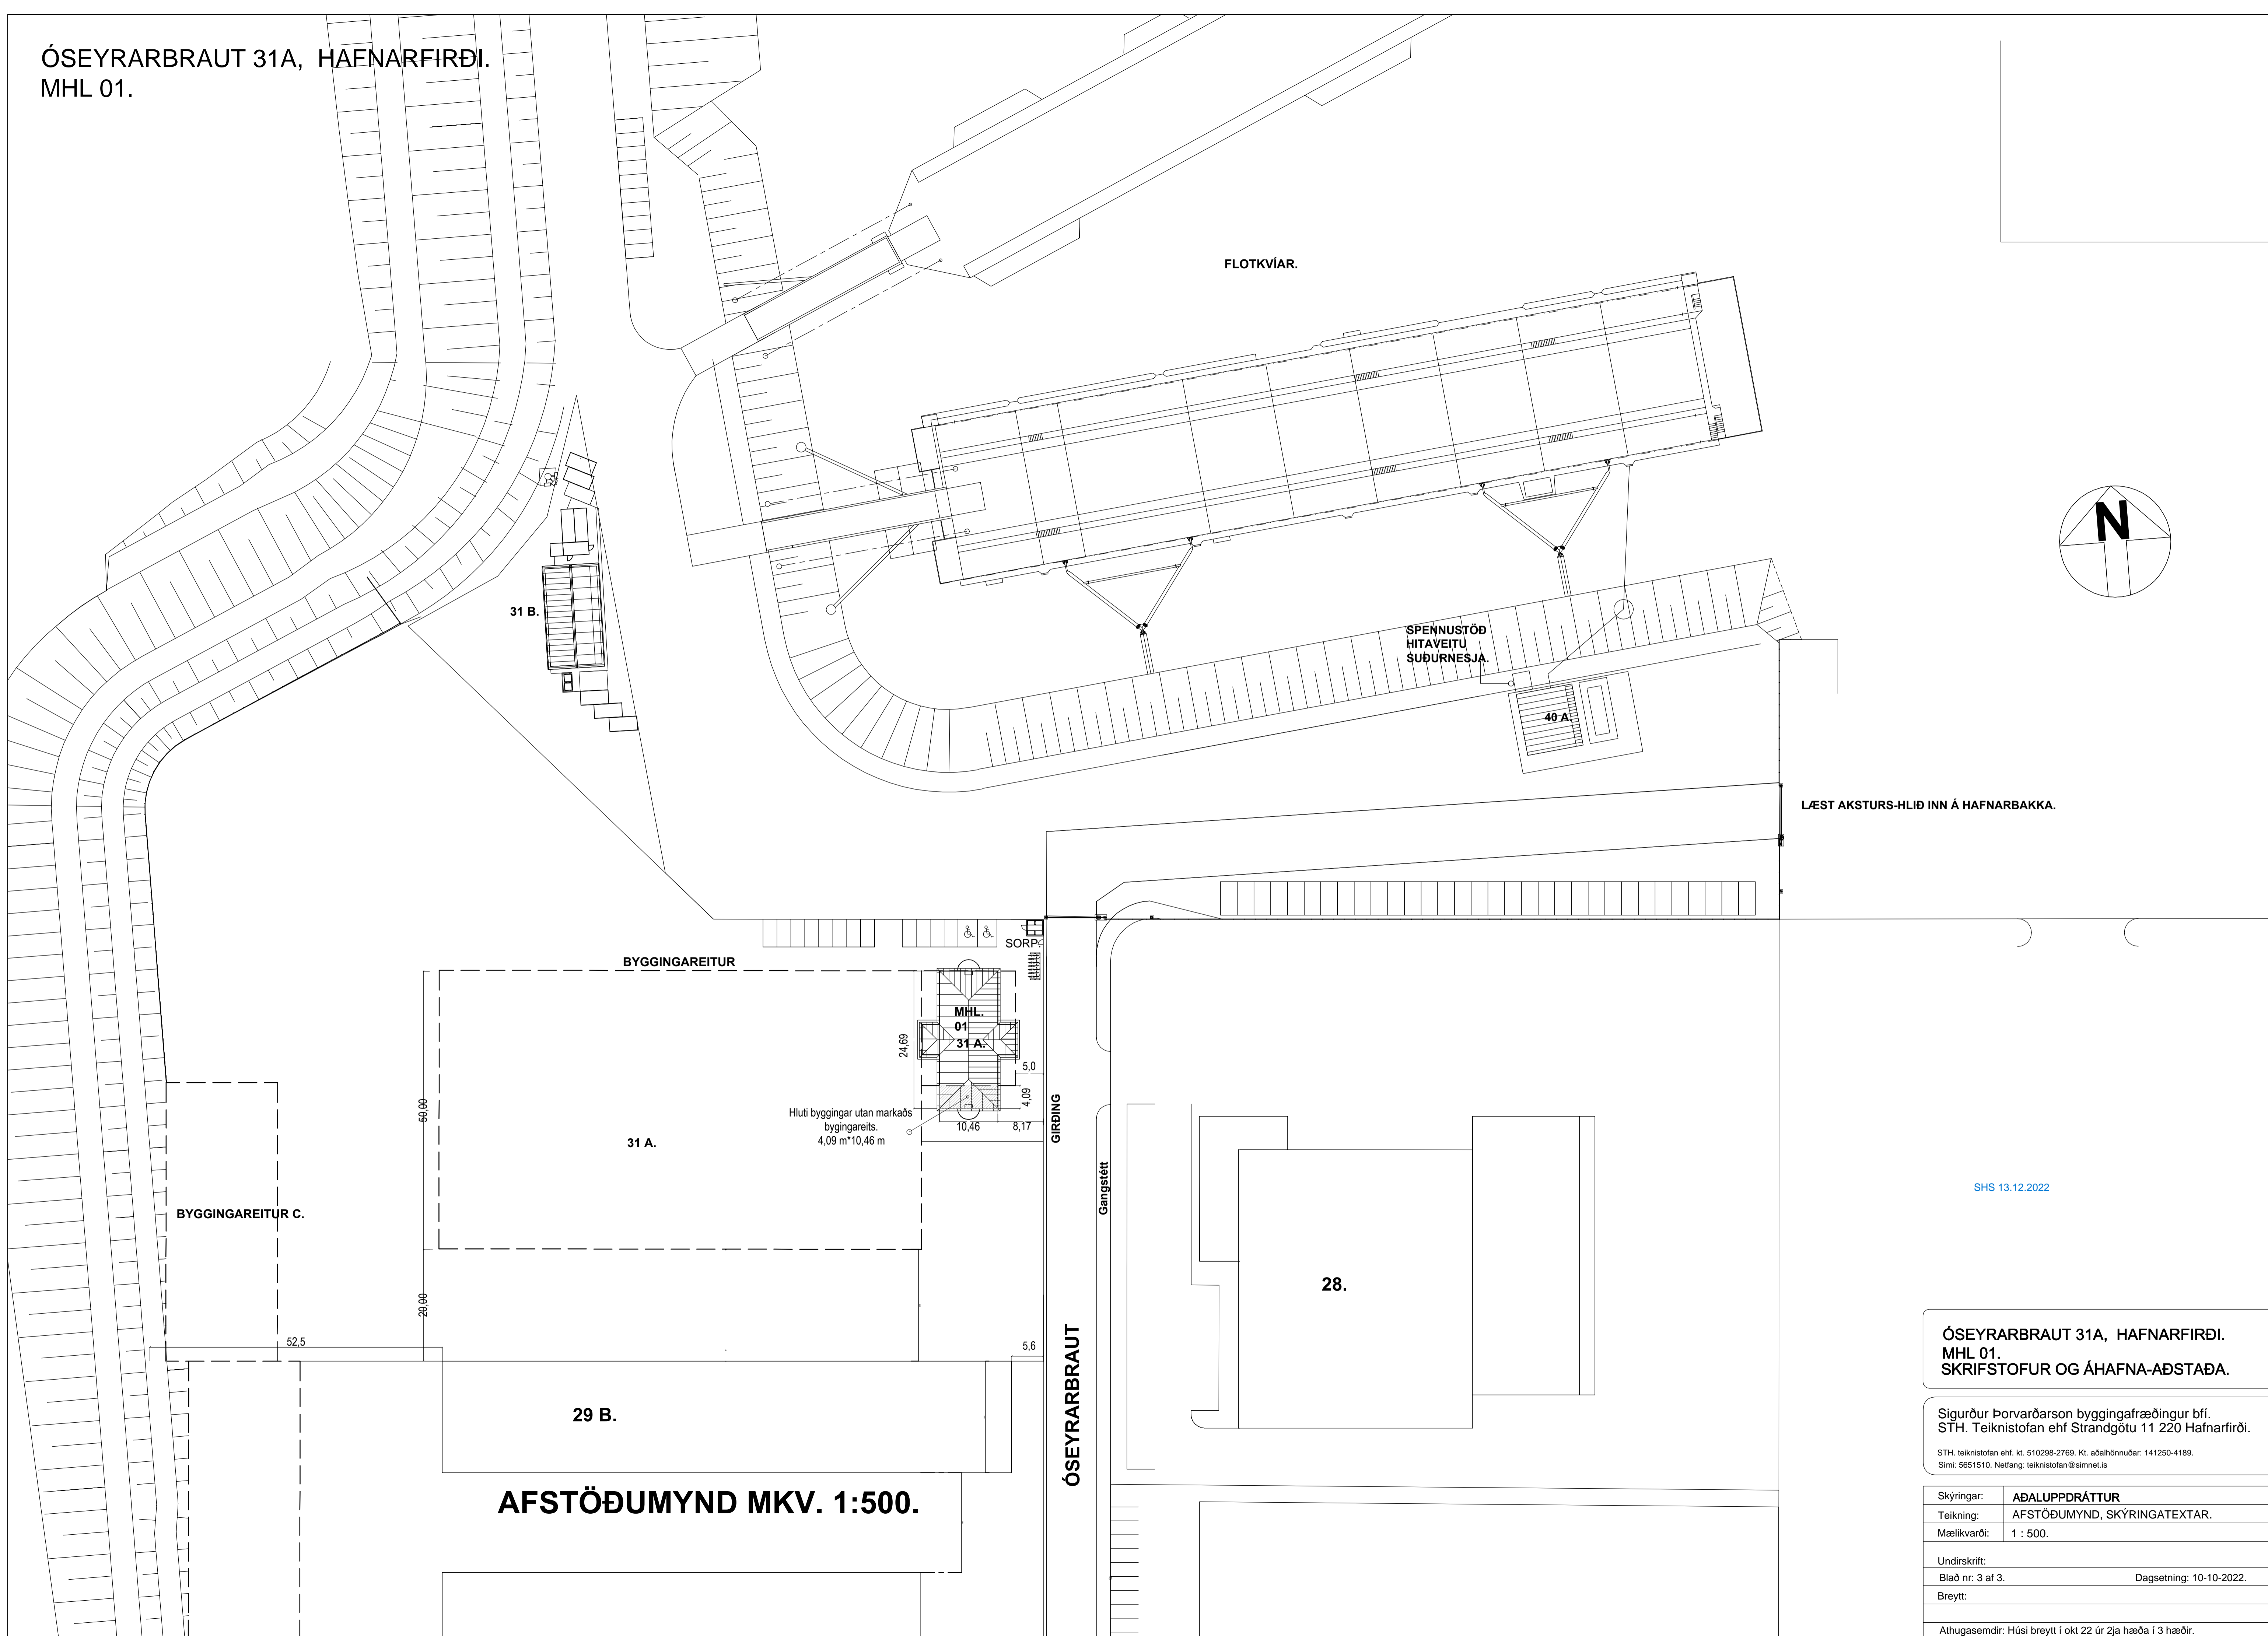 ÓSEYRARBRAUT 31A, HAFNARFIRÐI.
MHL 01.
FLOTKVÍAR.
N
31 B.
SPENNUSTÖÐ
HITAVEITU
SUÐURNESJA.
40 A.
LÆST AKSTURS-HLIÐ INN Á HAFNARBAKKA.
SORP.
BYGGINGAREITUR
MHL.
01
31 A.
24,69
5,0
4,09
10,46
8,17
Hluti byggingar utan markaðs
bygingareits.
4,09 m*10,46 m
50,00
31 A.
GIRÐING
Gangstétt
BYGGINGAREITUR C.
SHS 13.12.2022
28.
20,00
52,5
5,6
ÓSEYRARBRAUT
29 B.
AFSTÖÐUMYND MKV. 1:500.
ÓSEYRARBRAUT 31A, HAFNARFIRÐI.
MHL 01.
SKRIFSTOFUR OG ÁHAFNA-AÐSTAÐA.
Sigurður Þorvarðarson byggingafræðingur bfí.
STH. Teiknistofan ehf Strandgötu 11 220 Hafnarfirði.
STH. teiknistofan ehf. kt. 510298-2769. Kt. aðalhönnuðar: 141250-4189.
Sími: 5651510. Netfang: teiknistofan@simnet.is
Skýringar: AÐALUPPDRÁTTUR
Teikning: AFSTÖÐUMYND, SKÝRINGATEXTAR.
Mælikvarði: 1 : 500.
Undirskrift:
Blað nr: 3 af 3. Dagsetning: 10-10-2022.
Breytt:
Athugasemdir: Húsi breytt í okt 22 úr 2ja hæða í 3 hæðir.